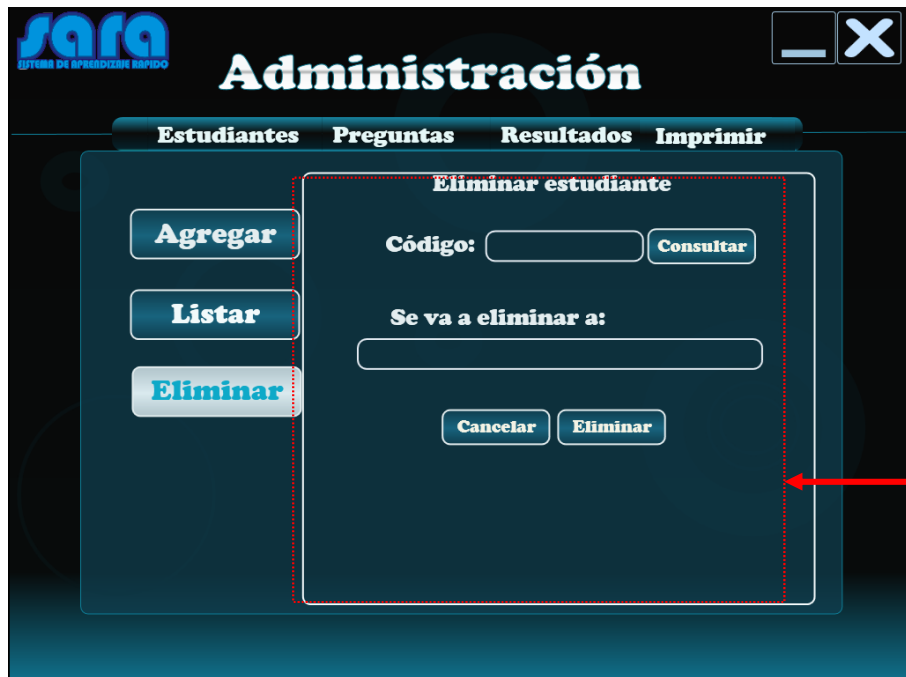 sara
SISTEMA DE APRENDIZAJE RAPIDO
Administración
Estudiantes Preguntas Resultados Imprimir
Eliminar estudiante
Agregar
Código: Consultar
Listar
Se va a eliminar a:
Eliminar
Cancelar Eliminar